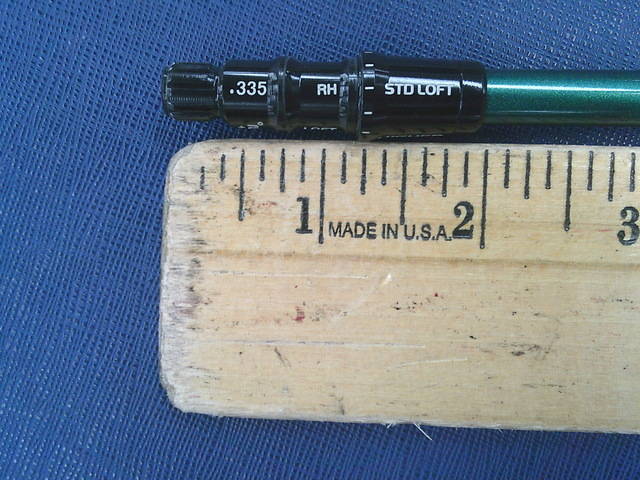 .335 RH STD LOFT
1 MADE IN U.S.A. 2 3